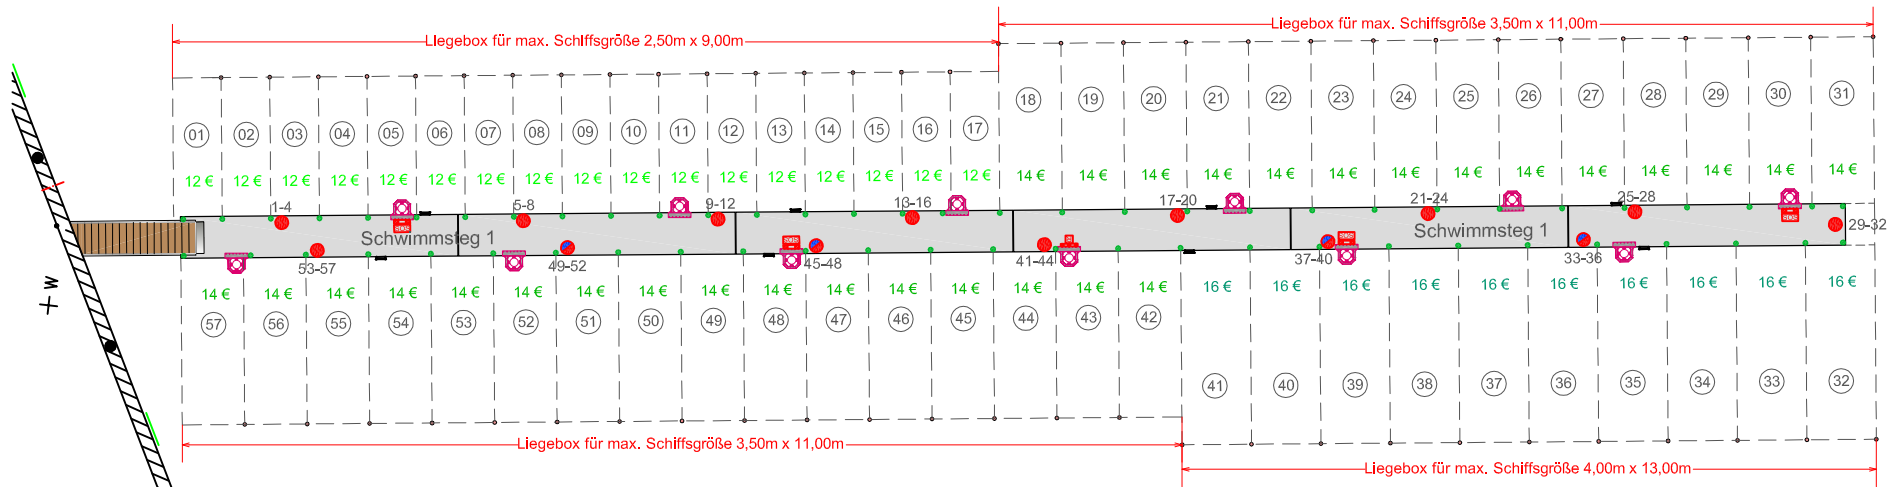 Liegebox für max. Schiffsgröße 3,50m x 11,00m
Liegebox für max. Schiffsgröße 2,50m x 9,00m
01 02 03 04 05 06 07 08 09 10 11 12 13 14 15 16 17 18 19 20 21 22 23 24 25 26 27 28 29 30 31
12 € 12 € 12 € 12 € 12 € 12 € 12 € 12 € 12 € 12 € 12 € 12 € 12 € 12 € 12 € 12 € 12 € 14 € 14 € 14 € 14 € 14 € 14 € 14 € 14 € 14 € 14 € 14 € 14 € 14 € 14 €
1-4 5-8 9-12 13-16 17-20 21-24 25-28
29-32
SOS SOS
Schwimmsteg 1 Schwimmsteg 1
SOS SOS
53-57 49-52 45-48 41-44 37-40 33-36
14 € 14 € 14 € 14 € 14 € 14 € 14 € 14 € 14 € 14 € 14 € 14 € 14 € 14 € 14 € 14 € 16 € 16 € 16 € 16 € 16 € 16 € 16 € 16 € 16 € 16 €
W
57 56 55 54 53 52 51 50 49 48 47 46 45 44 43 42
41 40 39 38 37 36 35 34 33 32
Liegebox für max. Schiffsgröße 3,50m x 11,00m
Liegebox für max. Schiffsgröße 4,00m x 13,00m